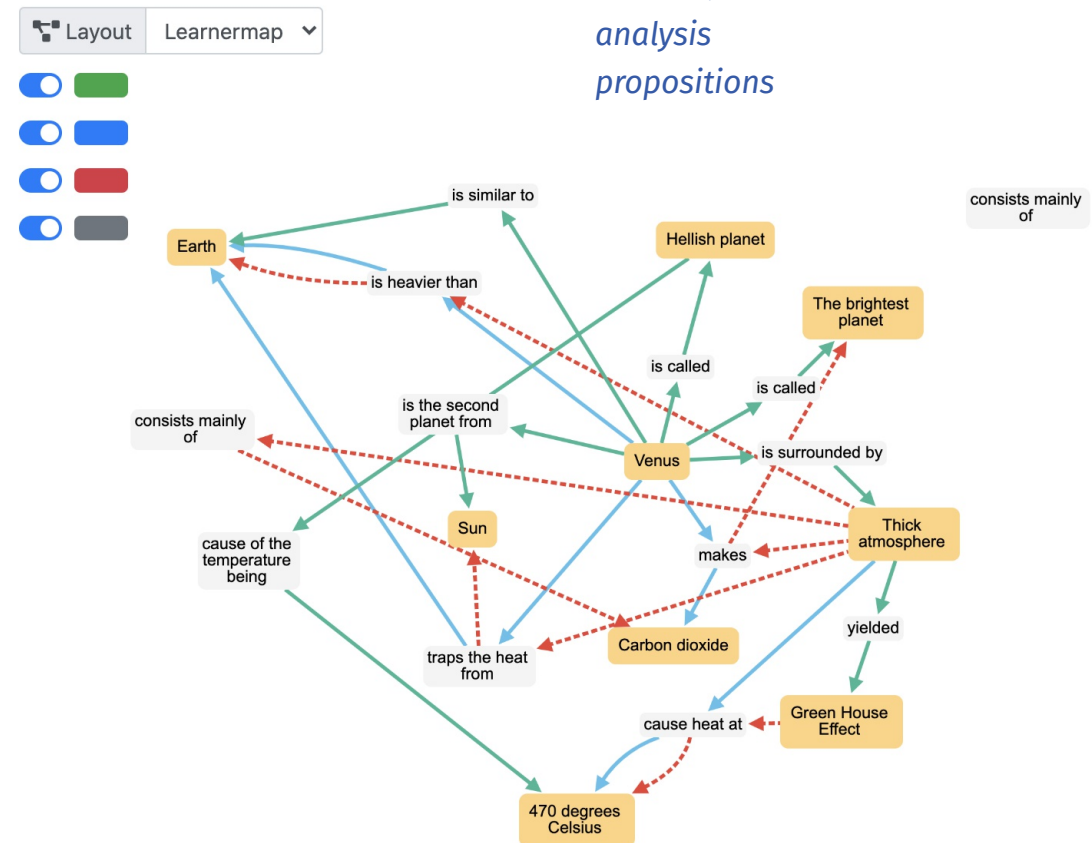 Layout
Learnermap
analysis
propositions
is similar to
consists mainly
of
Earth
Hellish planet
is heavier than
The brightest
planet
is called
is called
is the second
planet from
consists mainly
of
Venus
is surrounded by
Sun
Thick
atmosphere
cause of the
temperature
being
makes
yielded
Carbon dioxide
traps the heat
from
Green House
Effect
cause heat at
470 degrees
Celsius